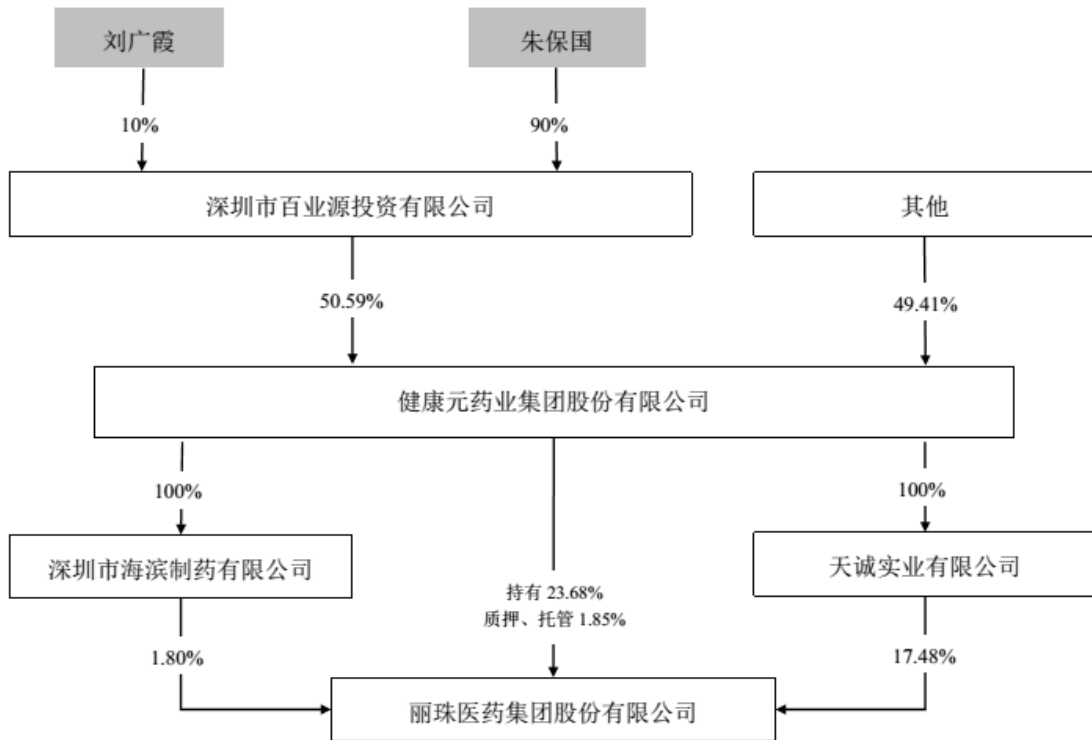 刘广霞
朱保国
10%
90%
深圳市百业源投资有限公司
其他
50.59%
49.41%
健康元药业集团股份有限公司
100%
100%
深圳市海滨制药有限公司
天诚实业有限公司
持有 23.68%
质押、托管 1.85%
1.80%
17.48%
丽珠医药集团股份有限公司